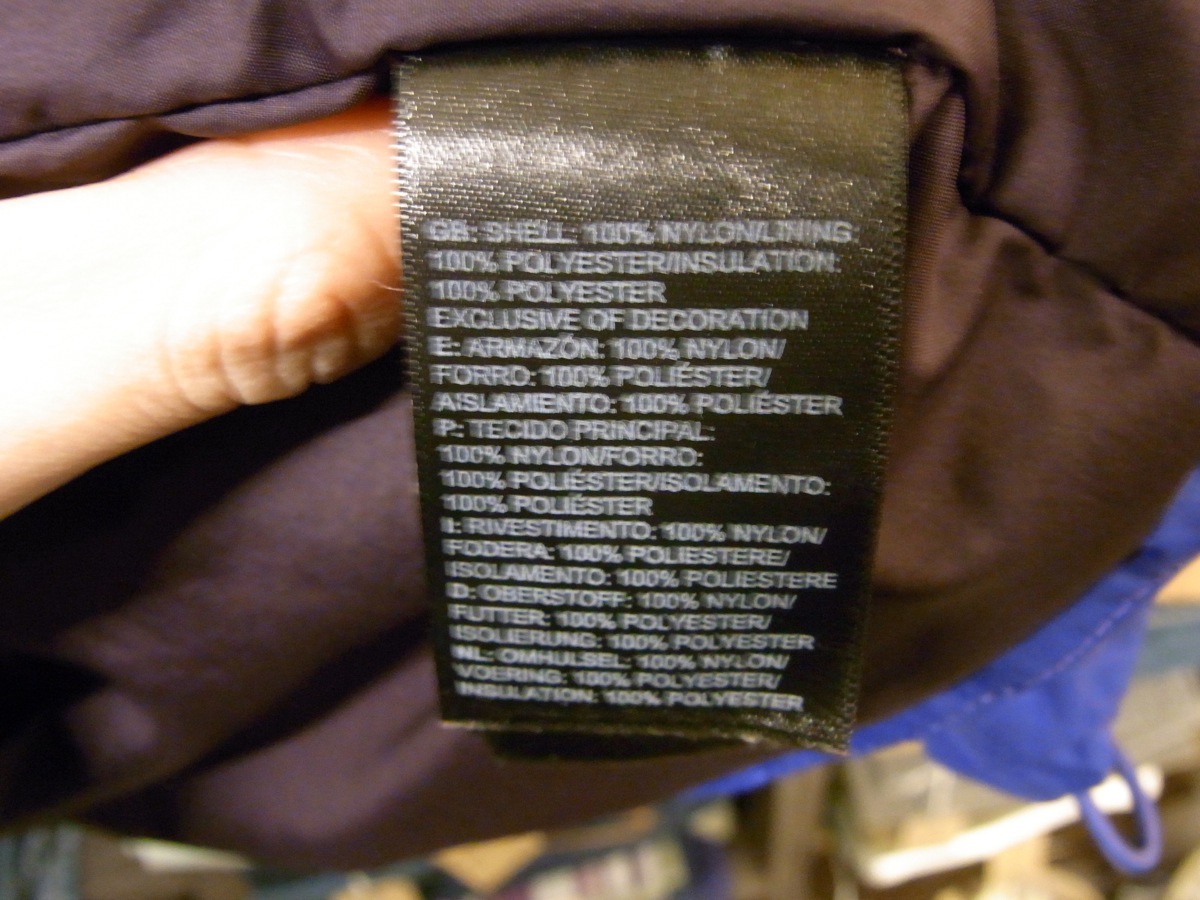 GB: SHELL: 100% NYLON/LINING:
100% POLYESTER/INSULATION:
100% POLYESTER
EXCLUSIVE OF DECORATION
E: ARMAZÓN: 100% NYLON/
FORRO: 100% POLIÉSTER/
AISLAMIENTO: 100% POLIÉSTER
P: TECIDO PRINCIPAL:
100% NYLON/FORRO:
100% POLIÉSTER/ISOLAMENTO:
100% POLIÉSTER
I: RIVESTIMENTO: 100% NYLON/
FODERA: 100% POLIESTERE/
ISOLAMENTO: 100% POLIESTERE
D: OBERSTOFF: 100% NYLON/
FUTTER: 100% POLYESTER/
ISOLIERUNG: 100% POLYESTER
NL: OMHULSEL: 100% NYLON/
VOERING: 100% POLYESTER/
INSULATION: 100% POLYESTER